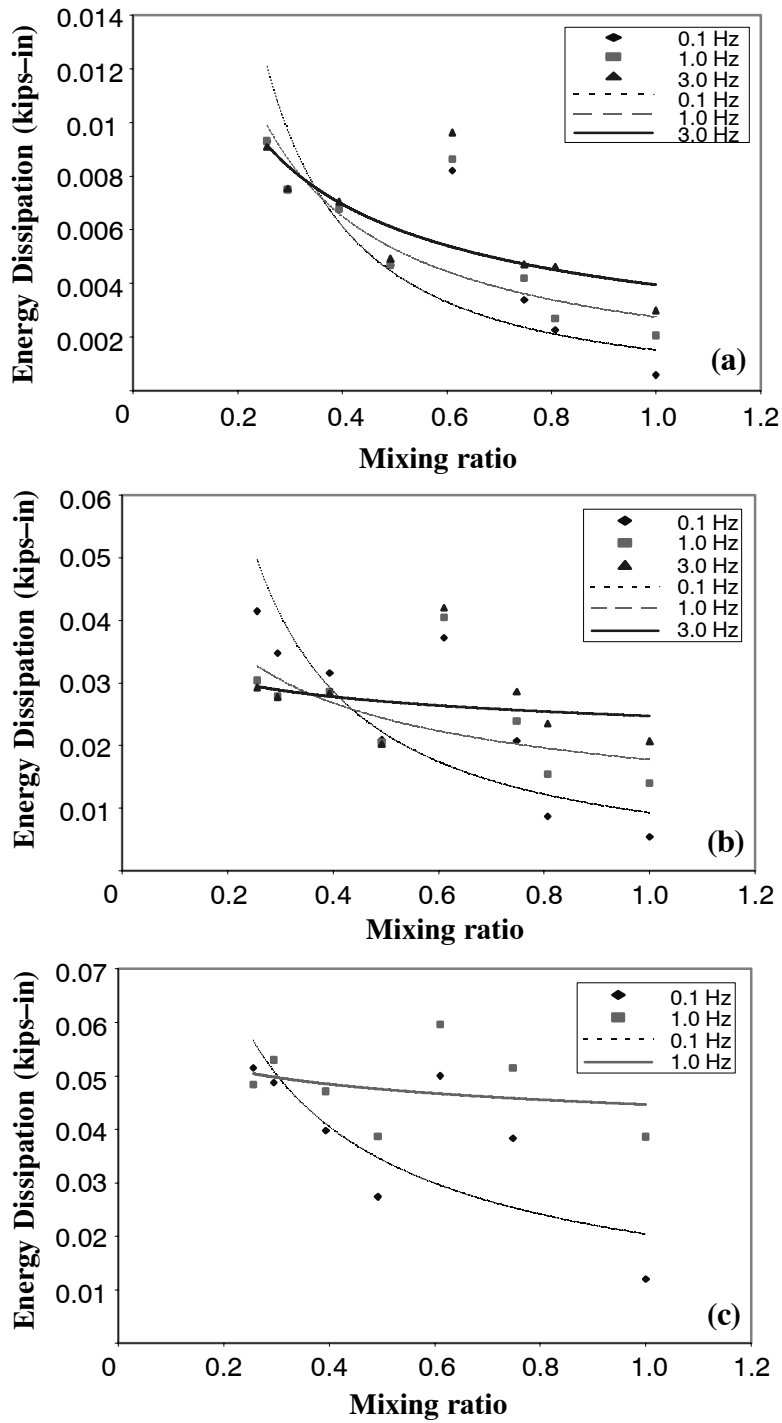 Energy Dissipation (kips–in)
0.014
0.012
0.01
0.008
0.006
0.004
0.002
0.1 Hz
1.0 Hz
3.0 Hz
0.1 Hz
1.0 Hz
3.0 Hz
(a)
0
0.2
0.4
0.6
0.8
1.0
1.2
Mixing ratio
Energy Dissipation (kips–in)
0.06
0.05
0.04
0.03
0.02
0.01
0.1 Hz
1.0 Hz
3.0 Hz
0.1 Hz
1.0 Hz
3.0 Hz
(b)
0
0.2
0.4
0.6
0.8
1.0
1.2
Mixing ratio
Energy Dissipation (kips–in)
0.07
0.06
0.05
0.04
0.03
0.02
0.01
0.1 Hz
1.0 Hz
0.1 Hz
1.0 Hz
(c)
0
0.2
0.4
0.6
0.8
1.0
1.2
Mixing ratio